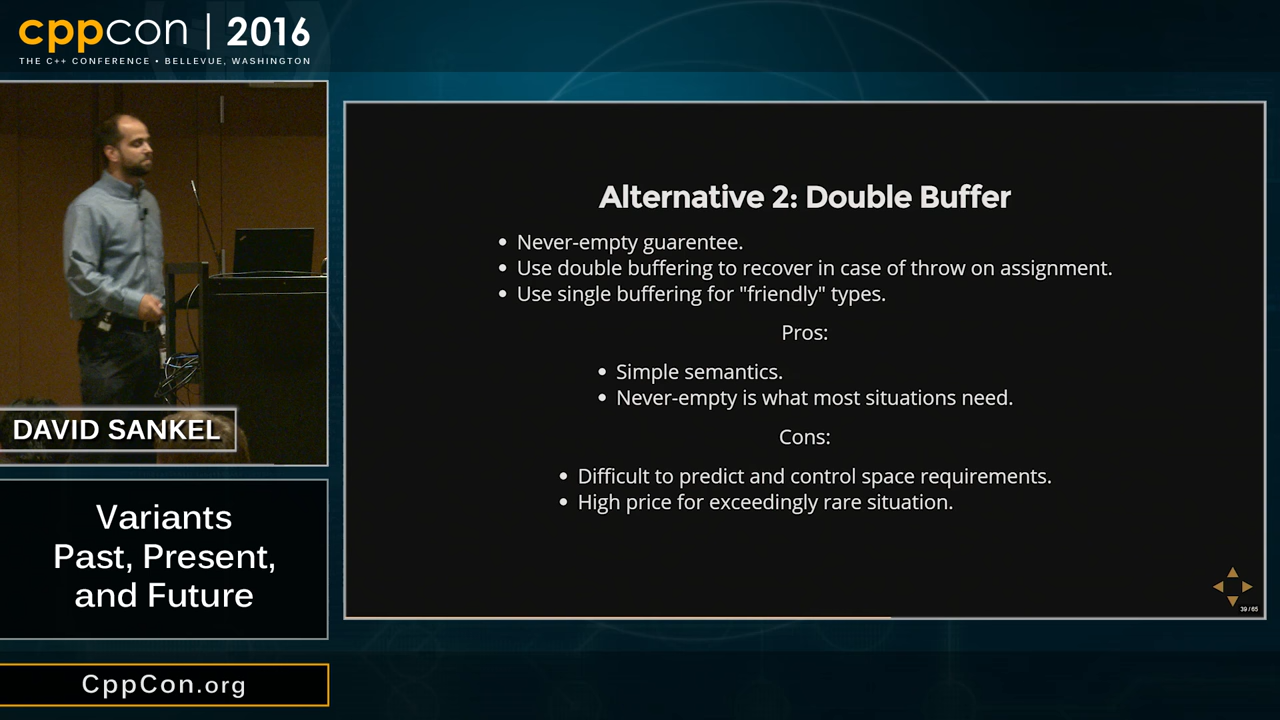 cppcon | 2016
THE C++ CONFERENCE • BELLEVUE, WASHINGTON
DAVID SANKEL
Variants
Past, Present,
and Future
CppCon.org
Alternative 2: Double Buffer
• Never-empty guarentee.
• Use double buffering to recover in case of throw on assignment.
• Use single buffering for "friendly" types.
Pros:
• Simple semantics.
• Never-empty is what most situations need.
Cons:
• Difficult to predict and control space requirements.
• High price for exceedingly rare situation.
39 / 65